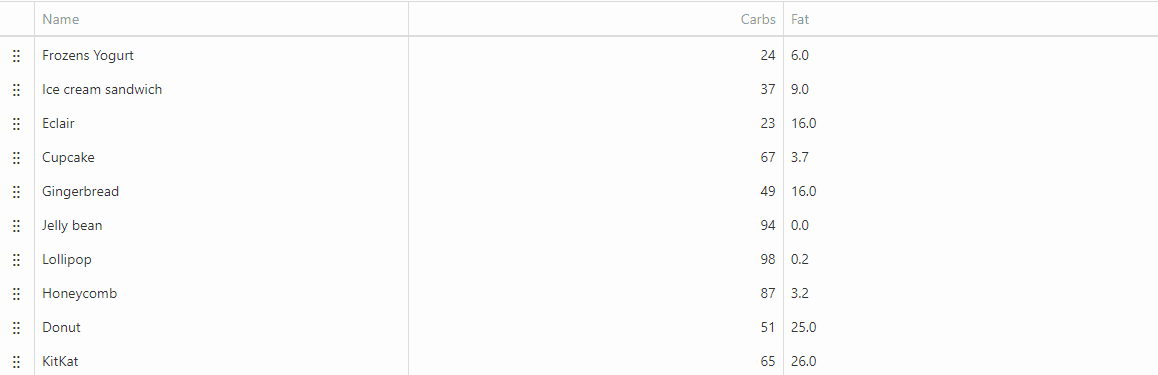 Name Carbs Fat
Frozens Yogurt 24 6.0
Ice cream sandwich 37 9.0
Eclair 23 16.0
Cupcake 67 3.7
Gingerbread 49 16.0
Jelly bean 94 0.0
Lollipop 98 0.2
Honeycomb 87 3.2
Donut 51 25.0
KitKat 65 26.0